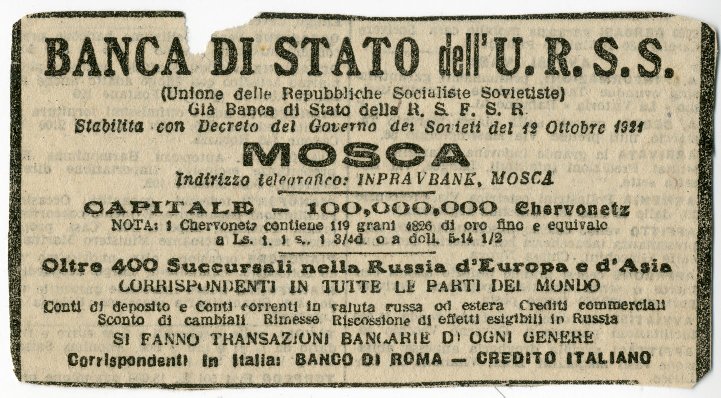 BANCA DI STATO dell' U. R. S. S.
(Unione delle Repubbliche Socialiste Sovietiste)
Già Banca di Stato della R. S. F. S. R.
Stabilita con Decreto del Governo dei Sovieti del 12 Ottobre 1921
MOSCA
Indirizzo telegrafico: INPRAVBANK, MOSCA
CAPITALE — 100,000,000 Chervonetz
NOTA: 1 Chervonetz contiene 119 grani 4826 di oro fino e equivale
a Ls. 1. 1 s., 1 3/4d. o a doll. 5-14 1/2
Oltre 400 Succursali nella Russia d'Europa e d'Asia
CORRISPONDENTI IN TUTTE LE PARTI DEL MONDO
Conti di deposito e Conti correnti in valuta russa od estera Crediti commerciali
Sconto di cambiali Rimesse Riscossione di effetti esigibili in Russia
SI FANNO TRANSAZIONI BANCARIE DI OGNI GENERE
Corrispondenti in Italia: BANCO DI ROMA — CREDITO ITALIANO